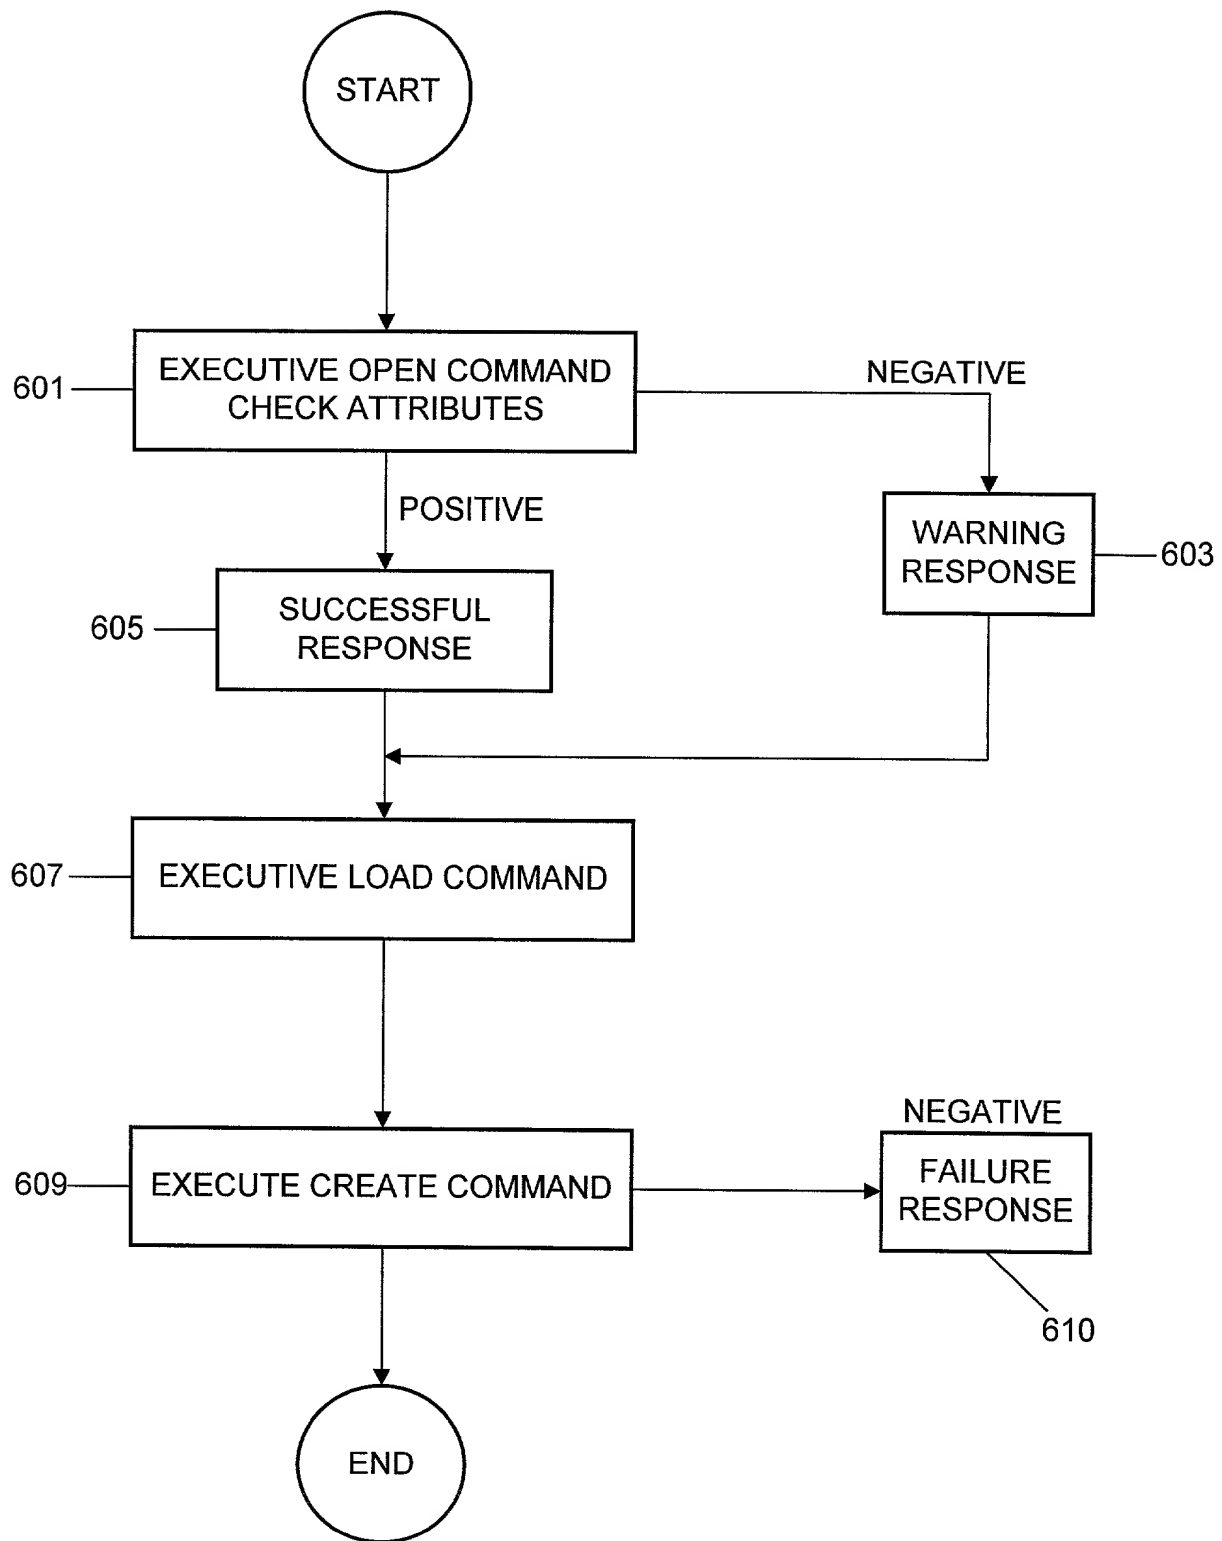 START
EXECUTIVE OPEN COMMAND
CHECK ATTRIBUTES
601
NEGATIVE
POSITIVE
WARNING
RESPONSE
603
SUCCESSFUL
RESPONSE
605
EXECUTIVE LOAD COMMAND
607
EXECUTE CREATE COMMAND
609
NEGATIVE
FAILURE
RESPONSE
610
END